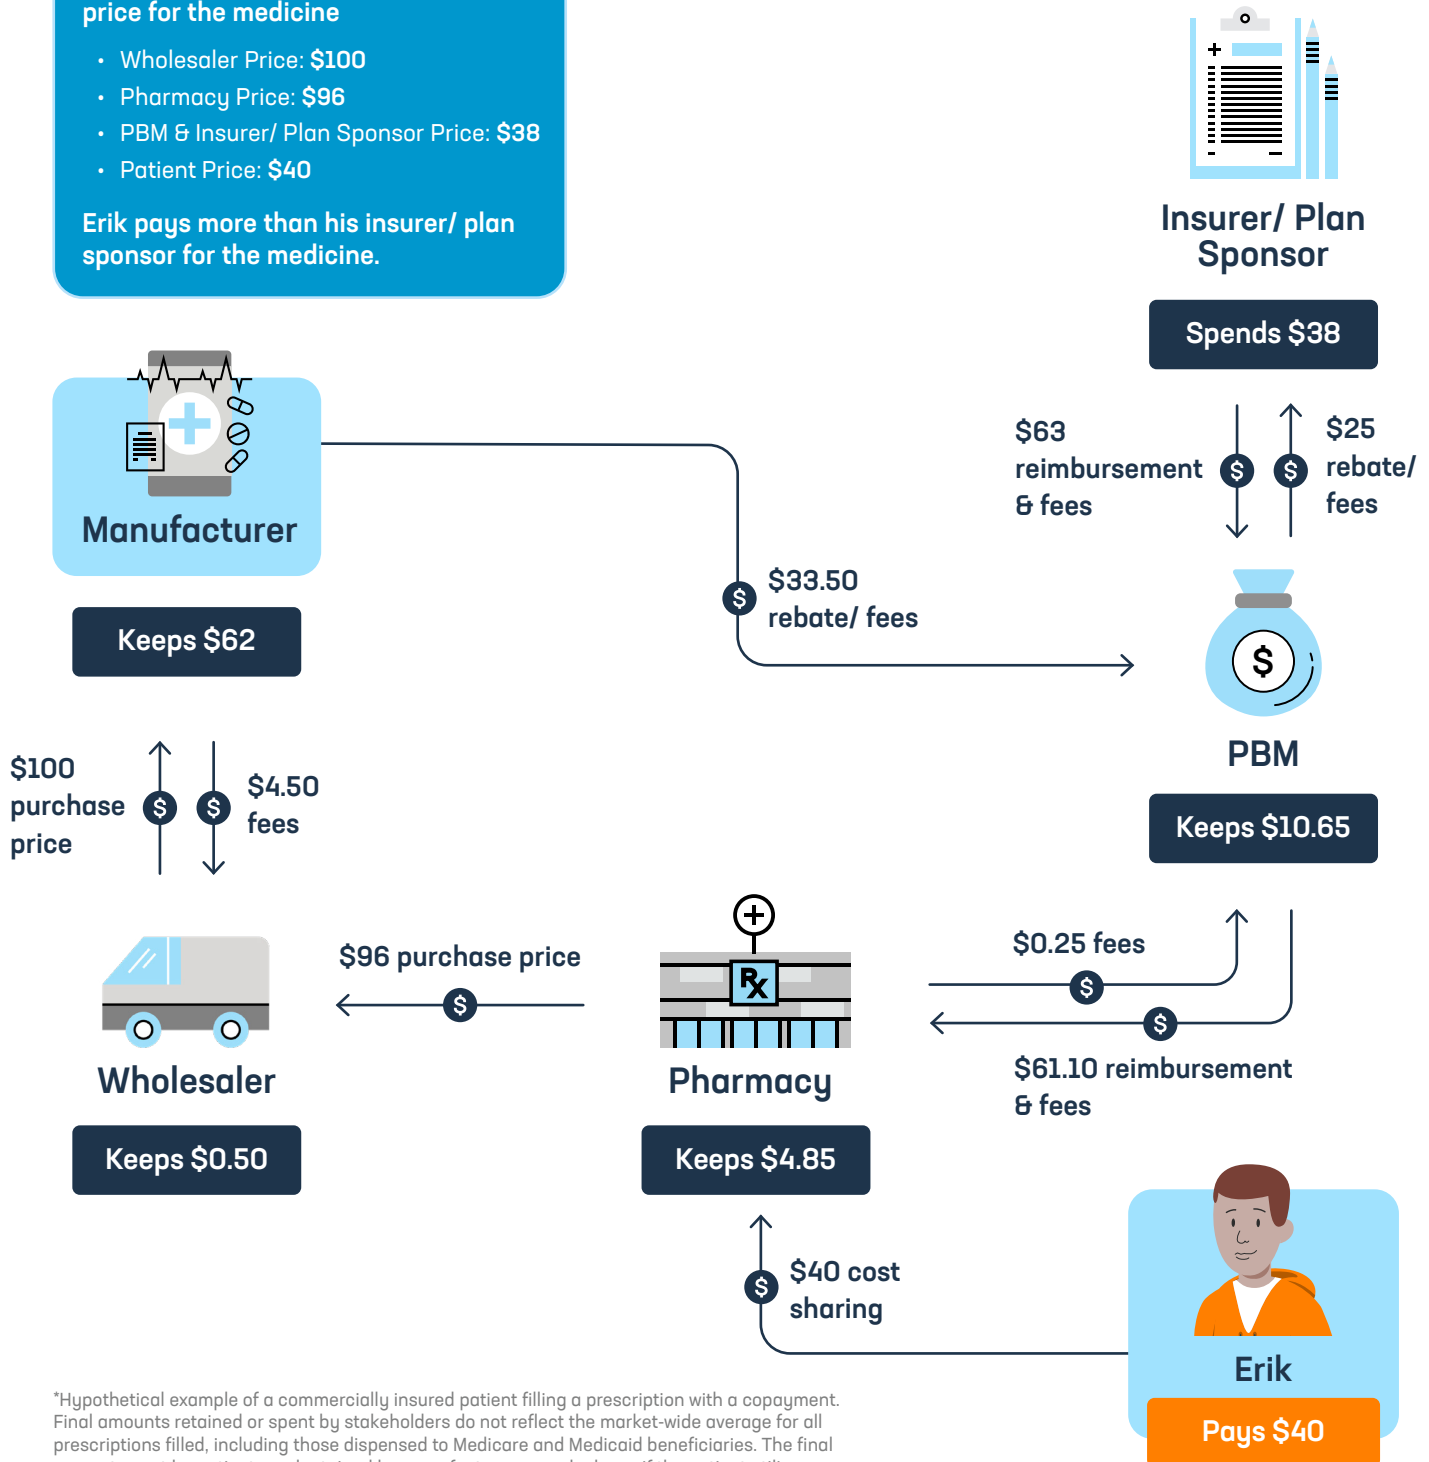 price for the medicine
• Wholesaler Price: $100
• Pharmacy Price: $96
• PBM & Insurer/ Plan Sponsor Price: $38
• Patient Price: $40
Erik pays more than his insurer/ plan
sponsor for the medicine.
Insurer/ Plan
Sponsor
Spends $38
$63
reimbursement
& fees
$
$
$25
rebate/
fees
Manufacturer
Keeps $62
$
$33.50
rebate/ fees
$
PBM
Keeps $10.65
$100
purchase
price
$
$
$4.50
fees
$96 purchase price
$
Wholesaler
Keeps $0.50
Rx
Pharmacy
Keeps $4.85
$0.25 fees
$
$
$61.10 reimbursement
& fees
$
$40 cost
sharing
Erik
Pays $40
*Hypothetical example of a commercially insured patient filling a prescription with a copayment.
Final amounts retained or spent by stakeholders do not reflect the market-wide average for all
prescriptions filled, including those dispensed to Medicare and Medicaid beneficiaries. The final